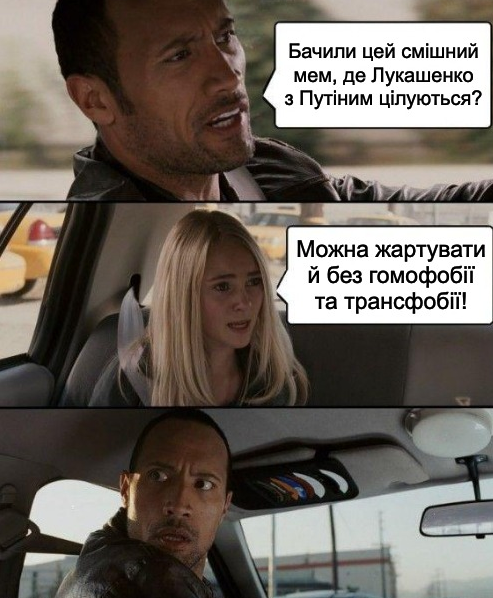 Бачили цей смішний
мем, де Лукашенко
з Путіним цілуються?
Можна жартувати
й без гомофобії
та трансфобії!